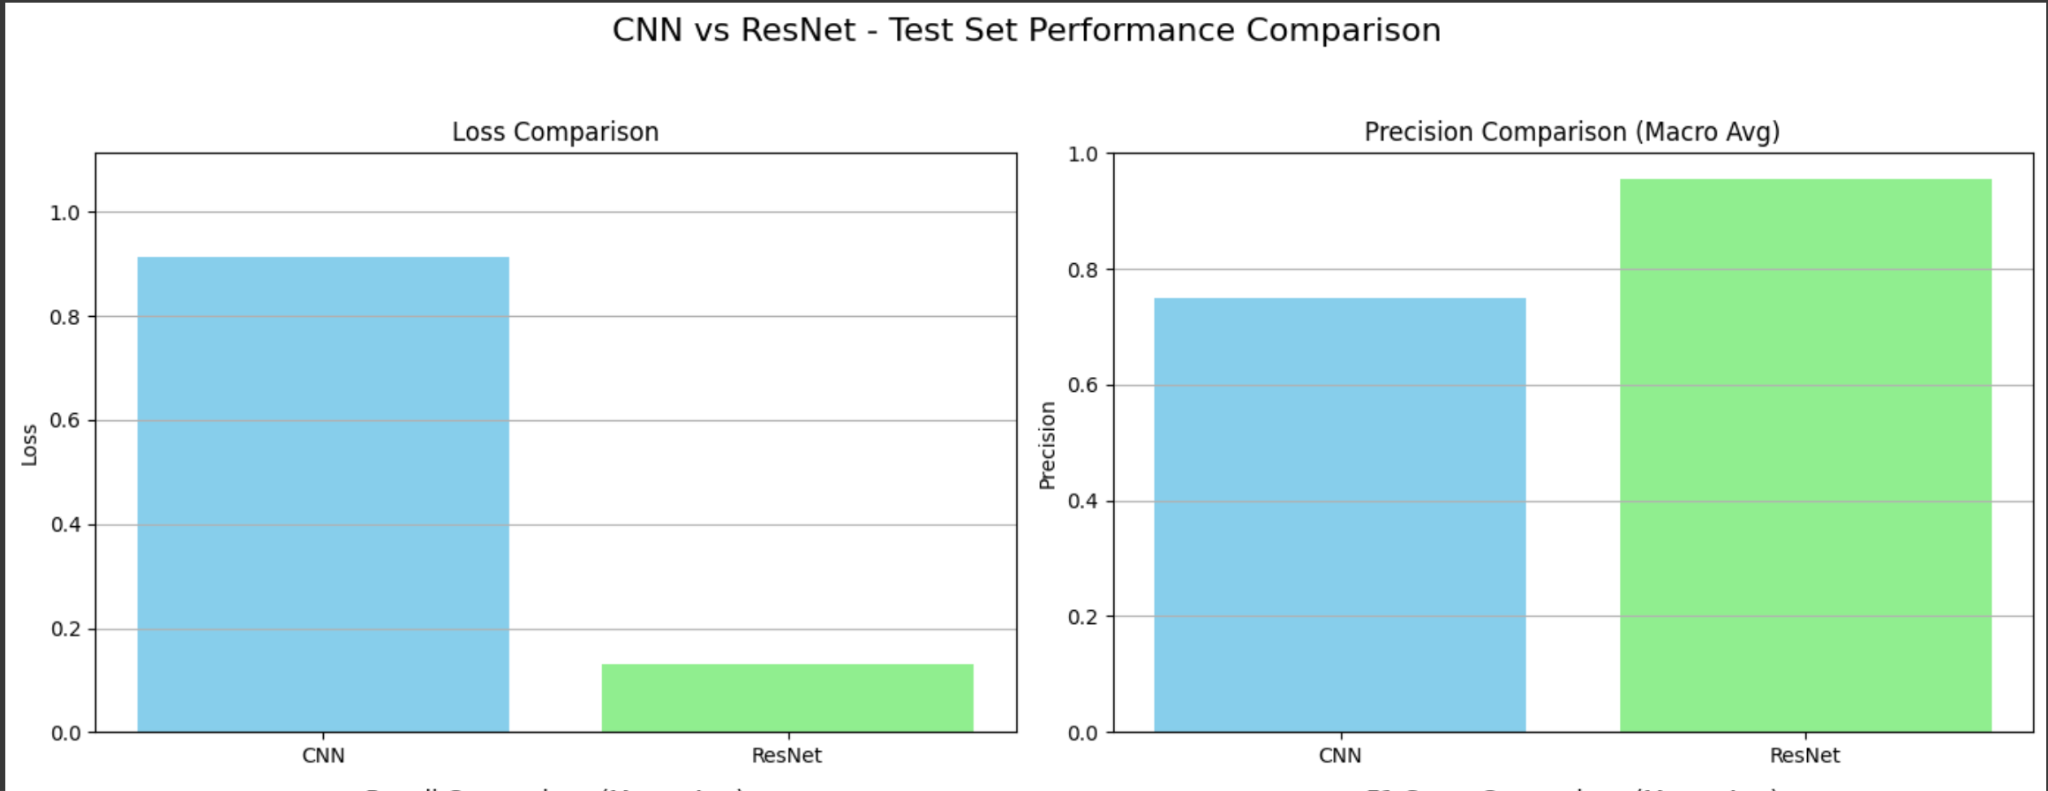 CNN vs ResNet - Test Set Performance Comparison
Loss Comparison
Loss
1.0
0.8
0.6
0.4
0.2
0.0
CNN
ResNet
Precision Comparison (Macro Avg)
Precision
1.0
0.8
0.6
0.4
0.2
0.0
CNN
ResNet